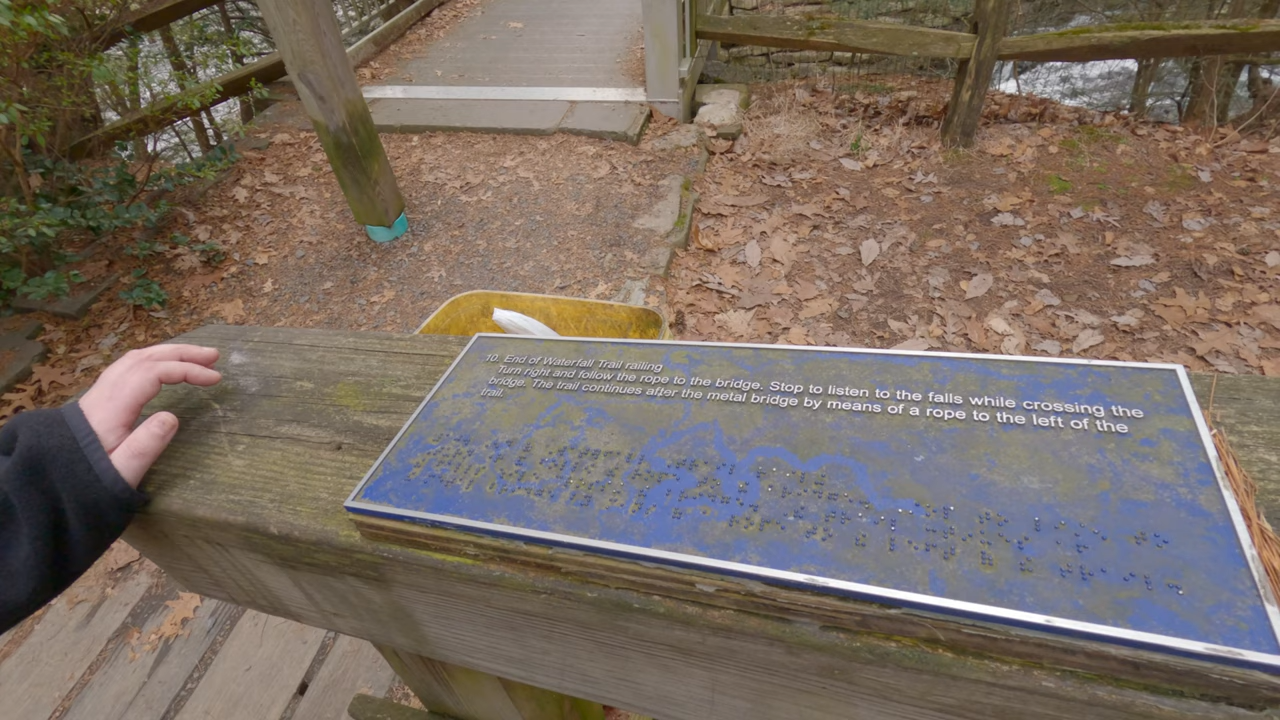 10. End of Waterfall Trail railing
Turn right and follow the rope to the bridge. Stop to listen to the falls while crossing the
bridge. The trail continues after the metal bridge by means of a rope to the left of the
trail.